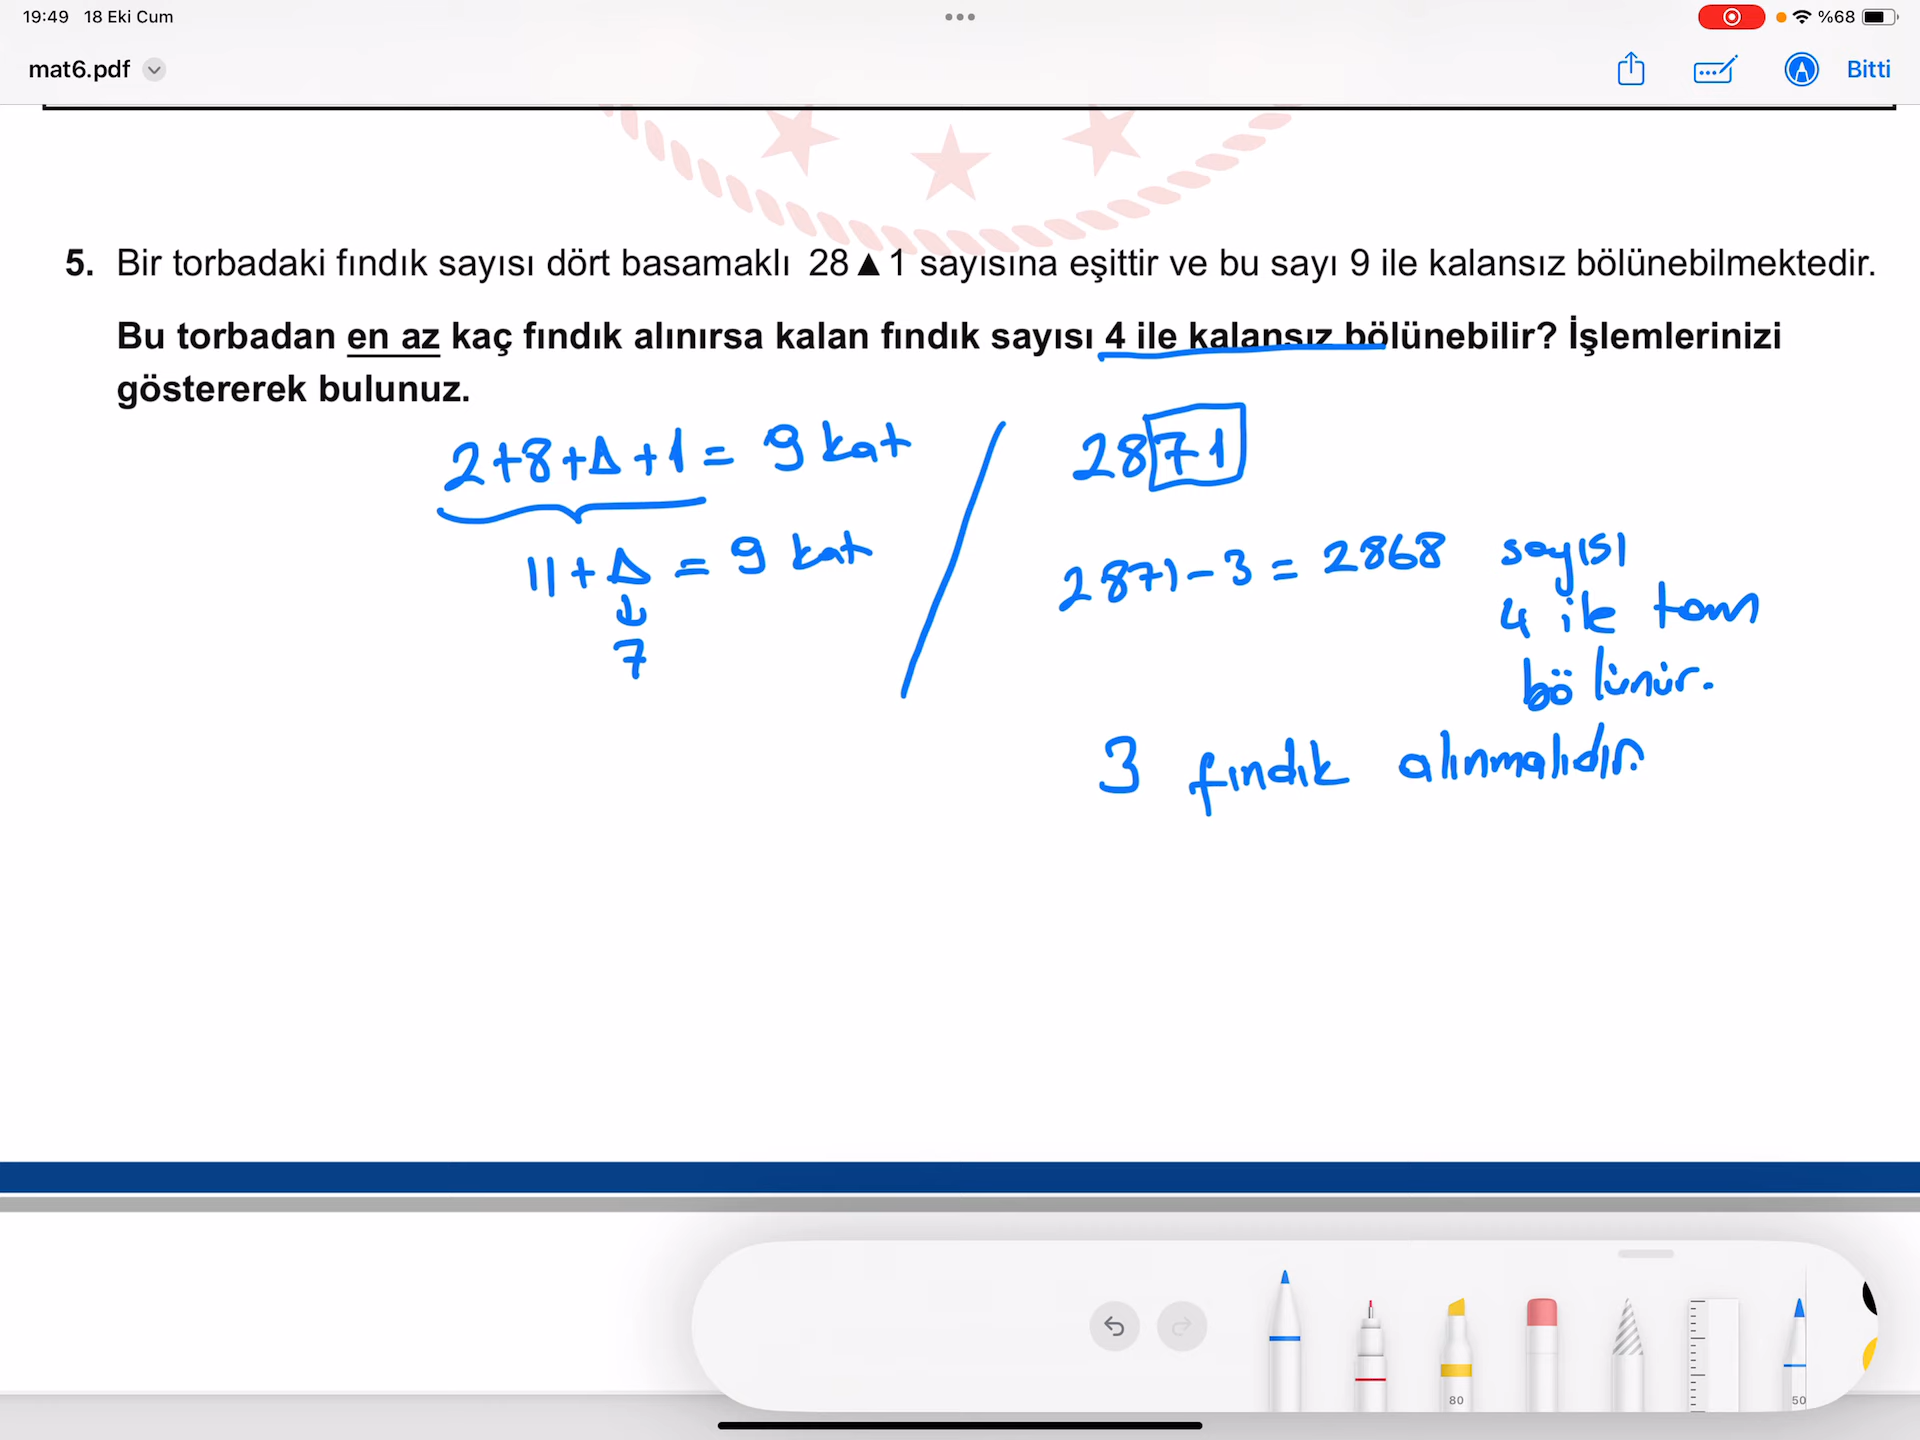 19:49 18 Eki Cum
%68
mat6.pdf
Bitti
5. Bir torbadaki fındık sayısı dört basamaklı 28▲1 sayısına eşittir ve bu sayı 9 ile kalansız bölünebilmektedir.
Bu torbadan en az kaç fındık alınırsa kalan fındık sayısı 4 ile kalansız bölünebilir? İşlemlerinizi
göstererek bulunuz.
2+8+Δ+1 = 9 kat
11+Δ = 9 kat
↓
7
2871
2871-3 = 2868 sayısı
4 ile tam
bölünür.
3 fındık alınmalıdır.
80
50